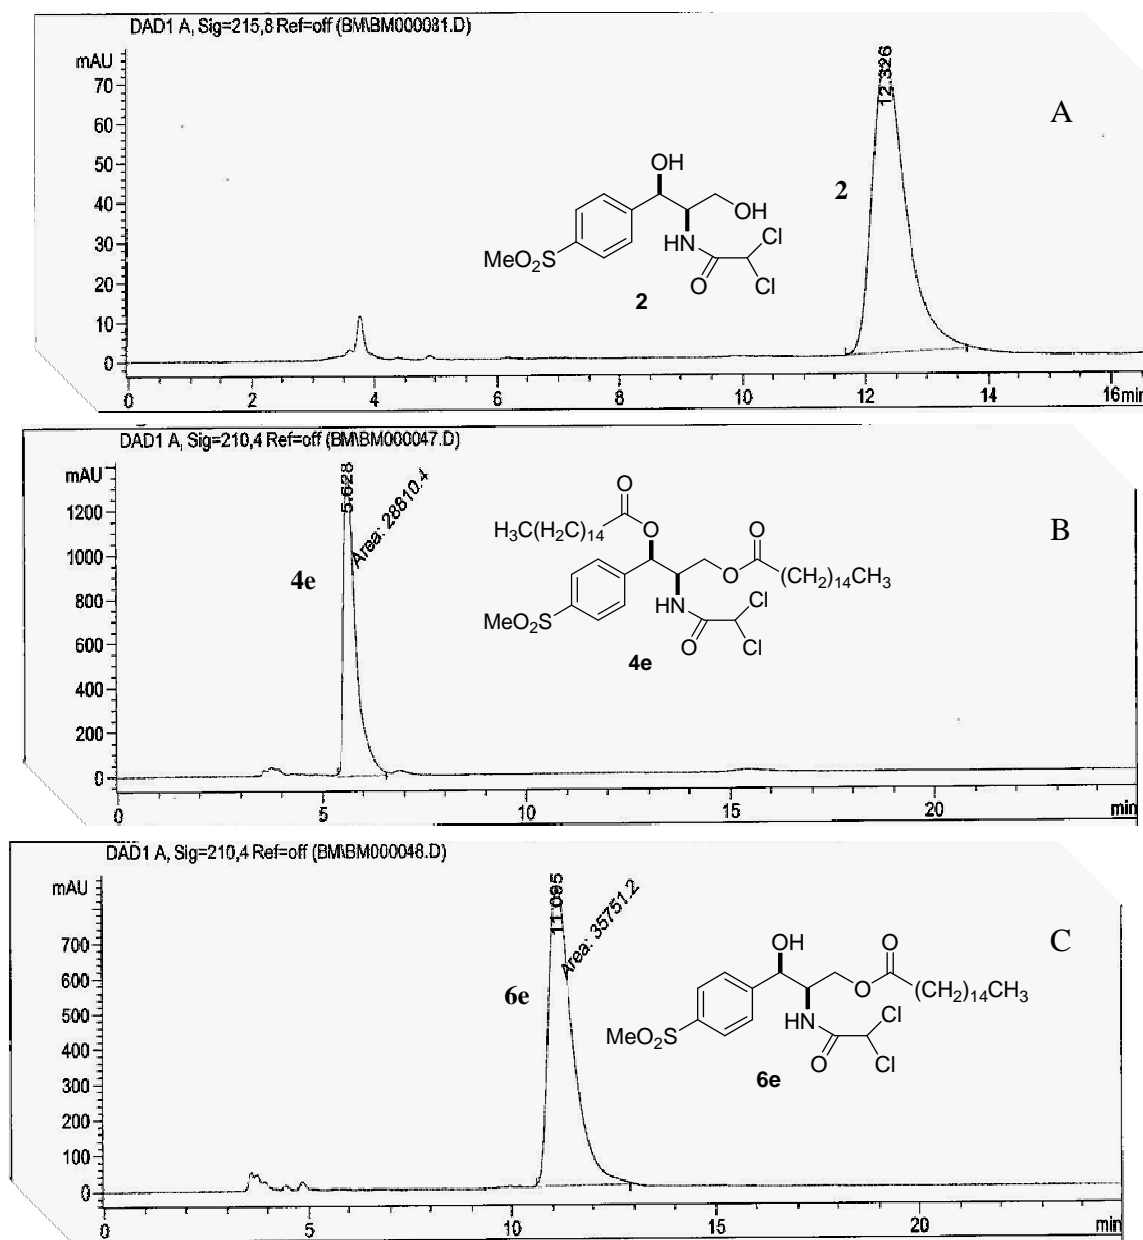 DAD1 A, Sig=215,8 Ref=off (BM\BM000081.D)
mAU
70
60
50
40
30
20
10
0
12.326
A
2
OH
OH
HN
Cl
MeO2S
O
Cl
2
0 2 4 6 8 10 12 14 16 min
DAD1 A, Sig=210,4 Ref=off (BM\BM000047.D)
mAU
1200
1000
800
600
400
200
0
5.628
Area: 28610.4
B
4e
O
H3C(H2C)14
O
O
O
(CH2)14CH3
HN
Cl
MeO2S
O
Cl
4e
0 5 10 15 20 min
DAD1 A, Sig=210,4 Ref=off (BM\BM000048.D)
mAU
700
600
500
400
300
200
100
0
11.095
Area: 35751.2
C
6e
OH
O
O
(CH2)14CH3
HN
Cl
MeO2S
O
Cl
6e
0 5 10 15 20 min